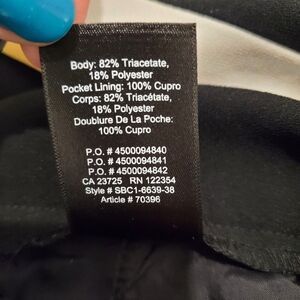 Body: 82% Triacetate,
18% Polyester
Pocket Lining: 100% Cupro
Corps: 82% Triacétate,
18% Polyester
Doublure De La Poche:
100% Cupro
P.O. # 4500094840
P.O. # 4500094841
P.O. # 4500094842
CA 23725 RN 122354
Style # SBC1-6639-38
Article # 70396